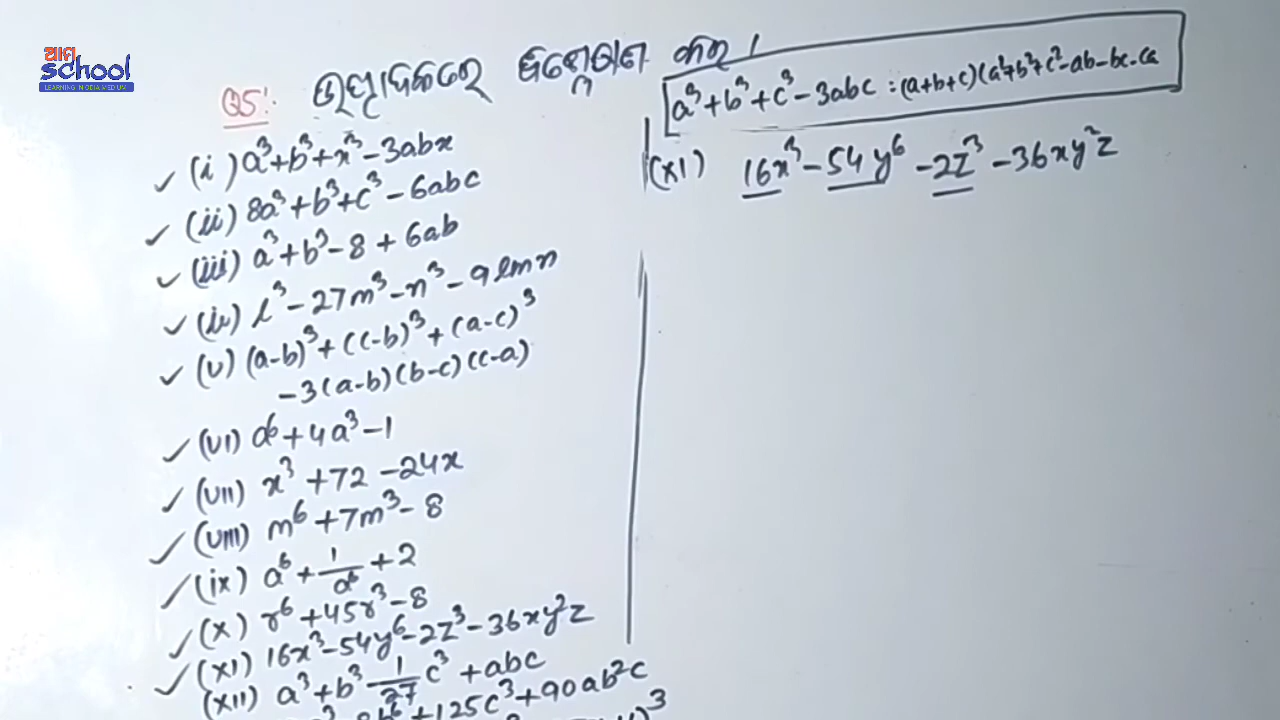 ଆମ
school
LEARNING IN ODIA MEDIUM
Q5: ଉତ୍ପାଦକରେ ବିଶ୍ଳେଷଣ କର ।
(i) a³+b³+x³-3abx
(ii) 8a³+b³+c³-6abc
(iii) a³+b³-8+6ab
(iv) l³-27m³-n³-9lmn
(v) (a-b)³+(c-b)³+(a-c)³
-3(a-b)(b-c)(c-a)
(VI) a⁶+4a³-1
(VII) x³+72-24x
(VIII) m⁶+7m³-8
(ix) a⁶+1/a⁶+2
(x) r⁶+45r³-8
(XI) 16x³-54y⁶-2z³-36xy²z
(XII) a³+b³-1/27c³+abc
+125c³+90ab²c
a³+b³+c³-3abc=(a+b+c)(a²+b²+c²-ab-bc-ca
(XI) 16x³-54y⁶-2z³-36xy²z